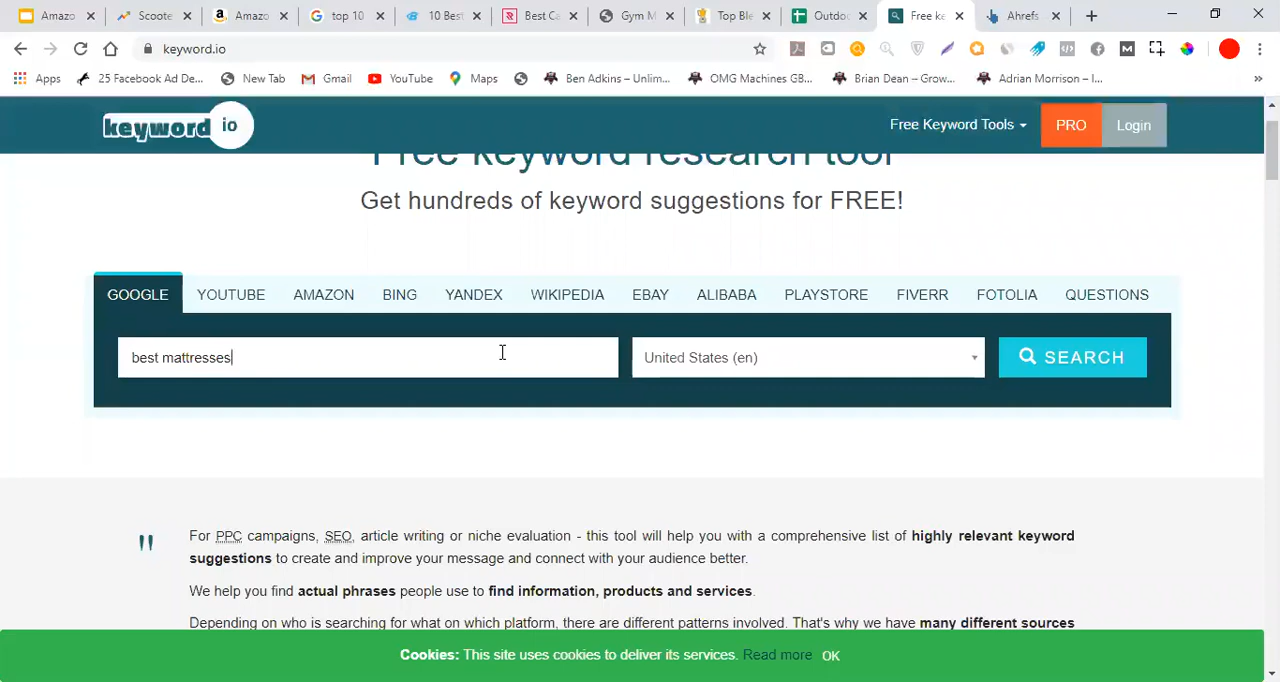 Amazo
Scoote
Amazo
top 10
10 Best
Best Ca
Gym M
Top Ble
Outdoo
Free ke
Ahrefs
keyword.io
Apps
25 Facebook Ad De...
New Tab
Gmail
YouTube
Maps
Ben Adkins – Unlim...
OMG Machines GB...
Brian Dean – Grow...
Adrian Morrison – I...
»
keyword io
Free Keyword Tools
PRO
Login
Free keyword research tool
Get hundreds of keyword suggestions for FREE!
GOOGLE
YOUTUBE
AMAZON
BING
YANDEX
WIKIPEDIA
EBAY
ALIBABA
PLAYSTORE
FIVERR
FOTOLIA
QUESTIONS
best mattresses
United States (en)
SEARCH
"
For PPC campaigns, SEO, article writing or niche evaluation - this tool will help you with a comprehensive list of highly relevant keyword
suggestions to create and improve your message and connect with your audience better.
We help you find actual phrases people use to find information, products and services.
Depending on who is searching for what on which platform, there are different patterns involved. That's why we have many different sources
Cookies: This site uses cookies to deliver its services. Read more OK